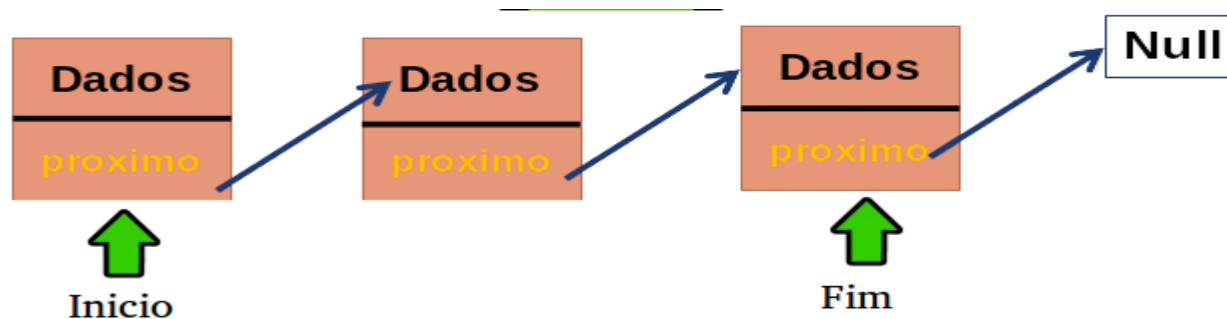 Dados
proximo
Dados
proximo
Dados
proximo
Null
Inicio
Fim